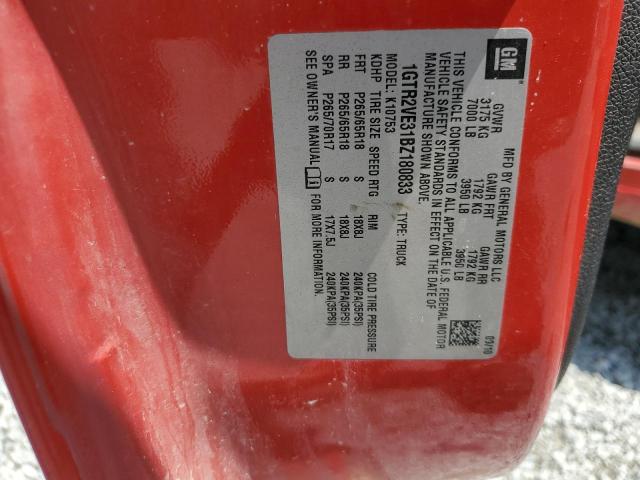 GM
MFD BY GENERAL MOTORS LLC
GVWR GAWR FRT GAWR RR
3175 KG 1792 KG 1792 KG
7000 LB 3950 LB 3950 LB
09/10
THIS VEHICLE CONFORMS TO ALL APPLICABLE U.S. FEDERAL MOTOR
VEHICLE SAFETY STANDARDS IN EFFECT ON THE DATE OF
MANUFACTURE SHOWN ABOVE.
1GTR2VE31BZ180833 TYPE: TRUCK
MODEL: K10753
KDHP TIRE SIZE SPEED RTG RIM COLD TIRE PRESSURE
FRT P265/65R18 S 18X8J 240KPA(35PSI)
RR P265/65R18 S 18X8J 240KPA(35PSI)
SPA P265/70R17 S 17X7.5J 240KPA(35PSI)
SEE OWNER'S MANUAL FOR MORE INFORMATION.